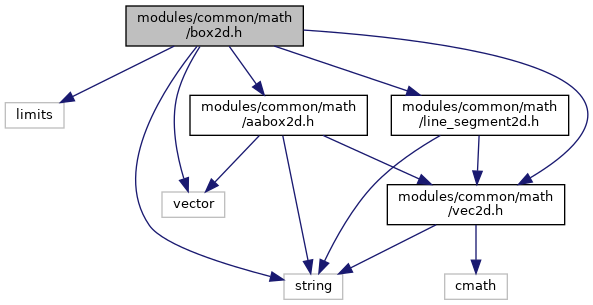 modules/common/math
/box2d.h
limits
modules/common/math
/aabox2d.h
modules/common/math
/line_segment2d.h
vector
modules/common/math
/vec2d.h
string
cmath